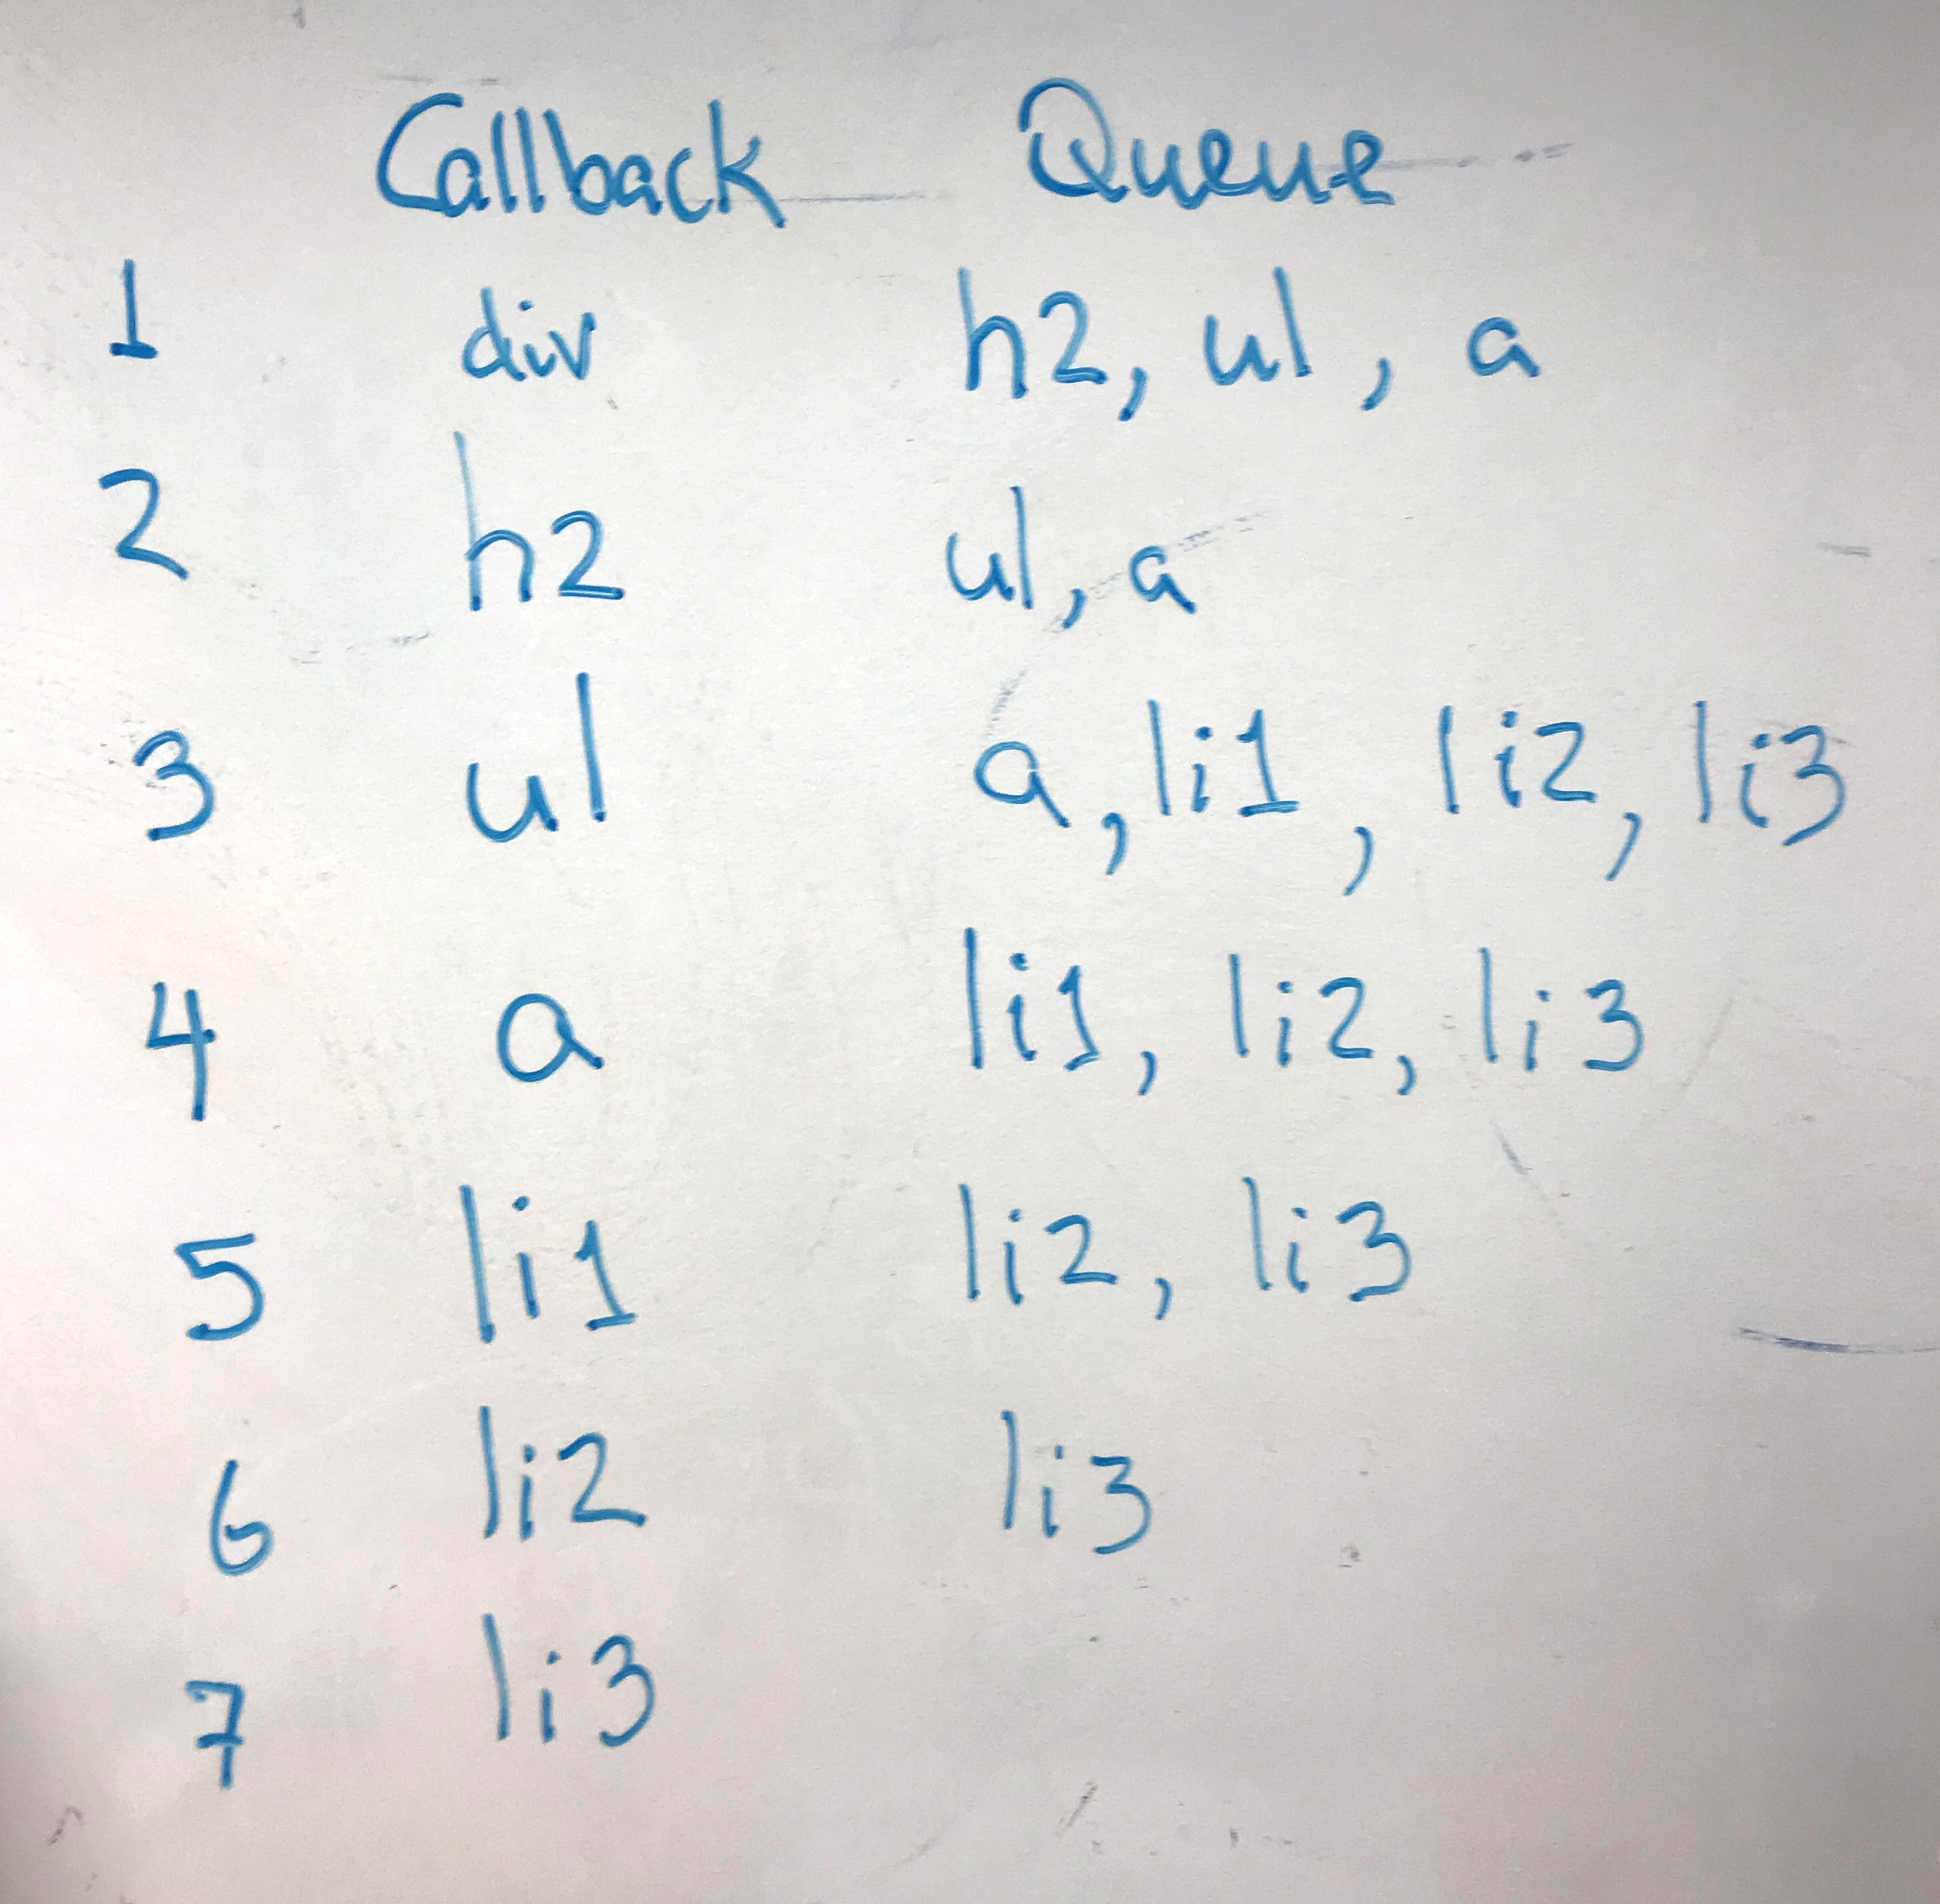 Callback Queue
1 div h2, ul, a
2 h2 ul, a
3 ul a, li1, li2, li3
4 a li1, li2, li3
5 li1 li2, li3
6 li2 li3
7 li3